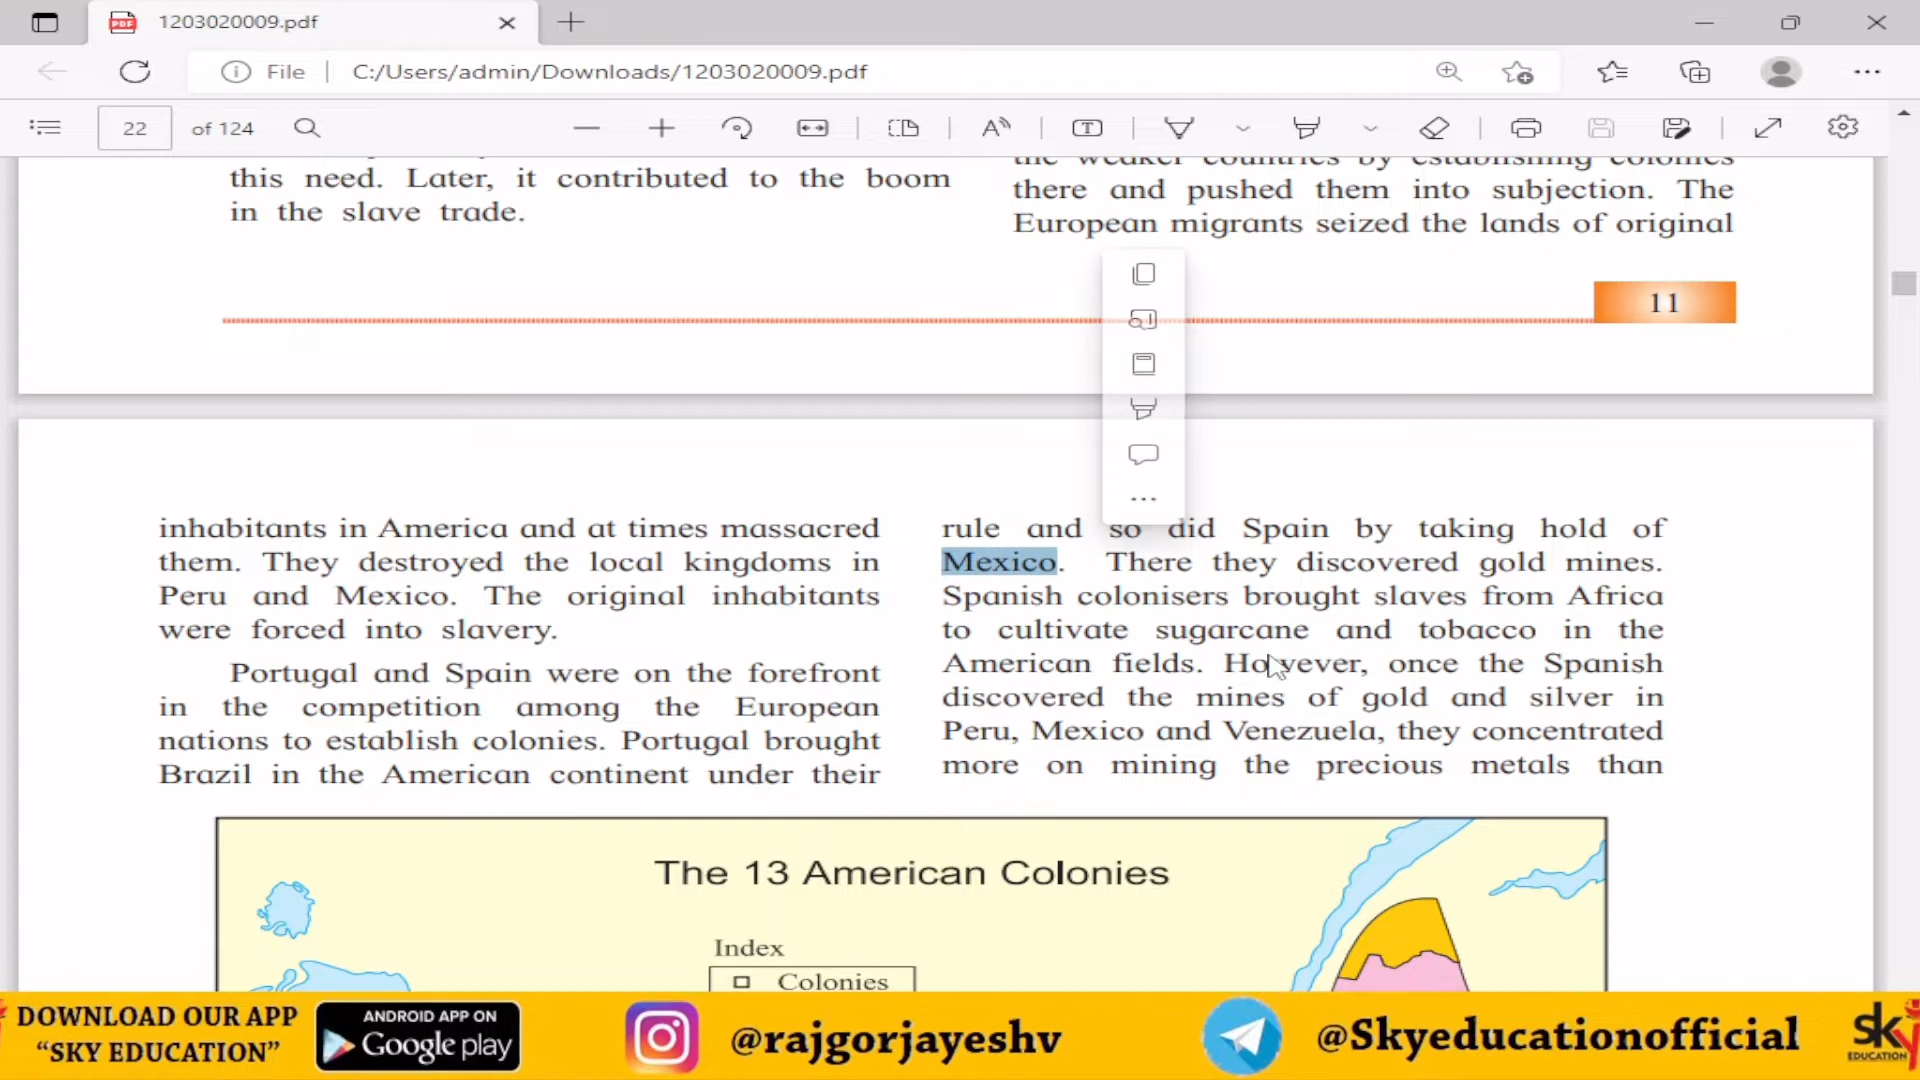 1203020009.pdf
File
C:/Users/admin/Downloads/1203020009.pdf
22 of 124
this need. Later, it contributed to the boom
in the slave trade.
the weaker countries by establishing colonies
there and pushed them into subjection. The
European migrants seized the lands of original
11
inhabitants in America and at times massacred
them. They destroyed the local kingdoms in
Peru and Mexico. The original inhabitants
were forced into slavery.
Portugal and Spain were on the forefront
in the competition among the European
nations to establish colonies. Portugal brought
Brazil in the American continent under their
rule and so did Spain by taking hold of
Mexico. There they discovered gold mines.
Spanish colonisers brought slaves from Africa
to cultivate sugarcane and tobacco in the
American fields. However, once the Spanish
discovered the mines of gold and silver in
Peru, Mexico and Venezuela, they concentrated
more on mining the precious metals than
The 13 American Colonies
Index
Colonies
DOWNLOAD OUR APP
“SKY EDUCATION”
ANDROID APP ON
Google play
@rajgorjayeshv
@Skyeducationofficial
sky
EDUCATION